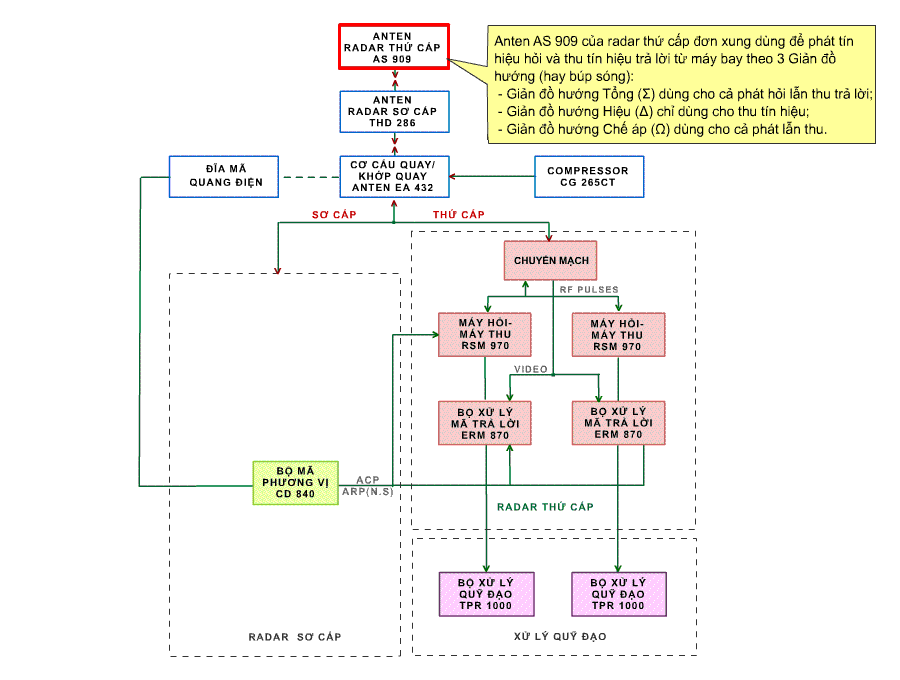 ANTEN
RADAR THỨ CẤP
AS 909
Anten AS 909 của radar thứ cấp đơn xung dùng để phát tín
hiệu hỏi và thu tín hiệu trả lời từ máy bay theo 3 Giản đồ
hướng (hay búp sóng):
- Giản đồ hướng Tổng (Σ) dùng cho cả phát hỏi lẫn thu trả lời;
- Giản đồ hướng Hiệu (Δ) chỉ dùng cho thu tín hiệu;
- Giản đồ hướng Chế áp (Ω) dùng cho cả phát lẫn thu.
ANTEN
RADAR SƠ CẤP
THD 286
ĐĨA MÃ
QUANG ĐIỆN
CƠ CẤU QUAY/
KHỚP QUAY
ANTEN EA 432
COMPRESSOR
CG 265CT
SƠ CẤP
THỨ CẤP
CHUYỂN MẠCH
RF PULSES
MÁY HỎI-
MÁY THU
RSM 970
MÁY HỎI-
MÁY THU
RSM 970
VIDEO
BỘ XỬ LÝ
MÃ TRẢ LỜI
ERM 870
BỘ XỬ LÝ
MÃ TRẢ LỜI
ERM 870
BỘ MÃ
PHƯƠNG VỊ
CD 840
ACP
ARP(N.S)
RADAR THỨ CẤP
BỘ XỬ LÝ
QUỸ ĐẠO
TPR 1000
BỘ XỬ LÝ
QUỸ ĐẠO
TPR 1000
RADAR SƠ CẤP
XỬ LÝ QUỸ ĐẠO